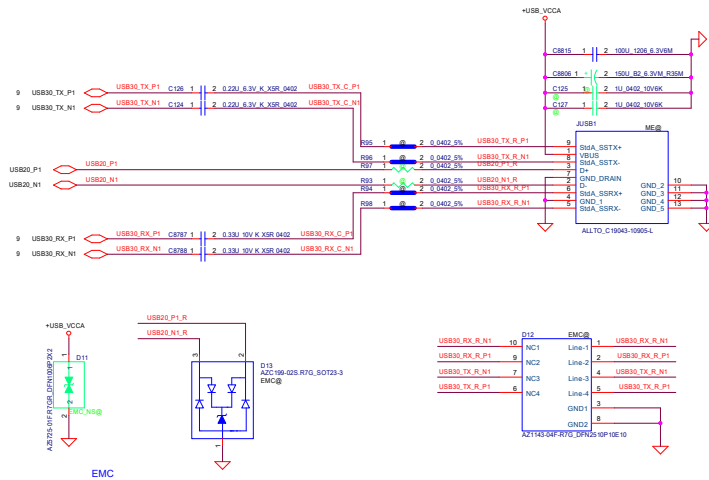 +USB_VCCA
C8815 1 2 100U_1206_6.3V6M
C8806 1 + 2 150U_B2_6.3VM_R35M
C125 1 @ 2 1U_0402_10V6K
C127 1 2 1U_0402_10V6K
@
9 USB30_TX_P1 USB30_TX_P1 C126 1 2 0.22U_6.3V_K_X5R_0402 USB30_TX_C_P1
9 USB30_TX_N1 USB30_TX_N1 C124 1 2 0.22U_6.3V_K_X5R_0402 USB30_TX_C_N1
JUSB1 ME@
R95 1 @ 2 0_0402_5% USB30_TX_R_P1 9 StdA_SSTX+
1 VBUS
R96 1 @ 2 0_0402_5% USB30_TX_R_N1 8 StdA_SSTX-
USB20_P1 USB20_P1 R97 1 @ 2 0_0402_5% USB20_P1_R 3 D+
7 GND_DRAIN
USB20_N1 USB20_N1 R93 1 @ 2 0_0402_5% USB20_N1_R 2 D- GND_2 10
R94 1 @ 2 0_0402_5% USB30_RX_R_P1 6 StdA_SSRX+ GND_3 11
4 GND_1 GND_4 12
R98 1 @ 2 0_0402_5% USB30_RX_R_N1 5 StdA_SSRX- GND_5 13
ALLTO_C19043-10905-L
9 USB30_RX_P1 USB30_RX_P1 C8787 1 2 0.33U 10V K X5R 0402 USB30_RX_C_P1
9 USB30_RX_N1 USB30_RX_N1 C8788 1 2 0.33U 10V K X5R 0402 USB30_RX_C_N1
+USB_VCCA
1
D11
AZ5725-01F.R7GR_DFN1006P2X2
EMC_NS@
2
USB20_P1_R
USB20_N1_R
3 2
D13
AZC199-02S.R7G_SOT23-3
EMC@
1
D12 EMC@
10 NC1 Line-1 1 USB30_RX_R_N1
USB30_RX_R_N1
9 NC2 Line-2 2 USB30_RX_R_P1
USB30_RX_R_P1
7 NC3 Line-3 4 USB30_TX_R_N1
USB30_TX_R_N1
6 NC4 Line-4 5 USB30_TX_R_P1
USB30_TX_R_P1
GND1 3
GND2 8
AZ1143-04F-R7G_DFN2510P10E10
EMC